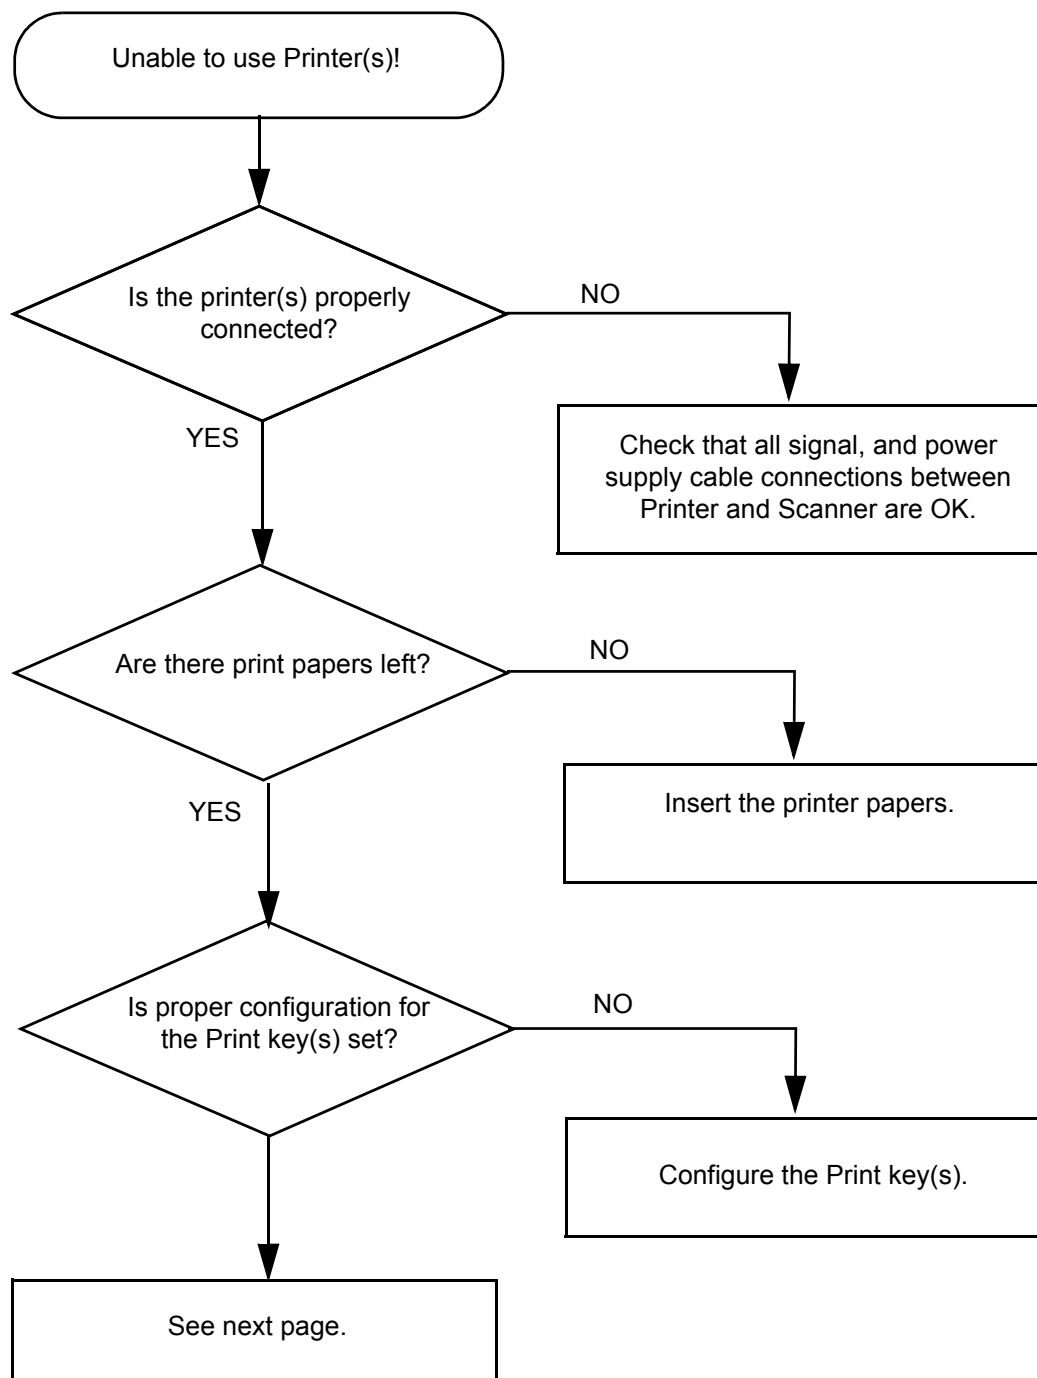 Unable to use Printer(s)!
Is the printer(s) properly
connected?
NO
YES
Check that all signal, and power
supply cable connections between
Printer and Scanner are OK.
Are there print papers left?
NO
YES
Insert the printer papers.
Is proper configuration for
the Print key(s) set?
NO
Configure the Print key(s).
See next page.